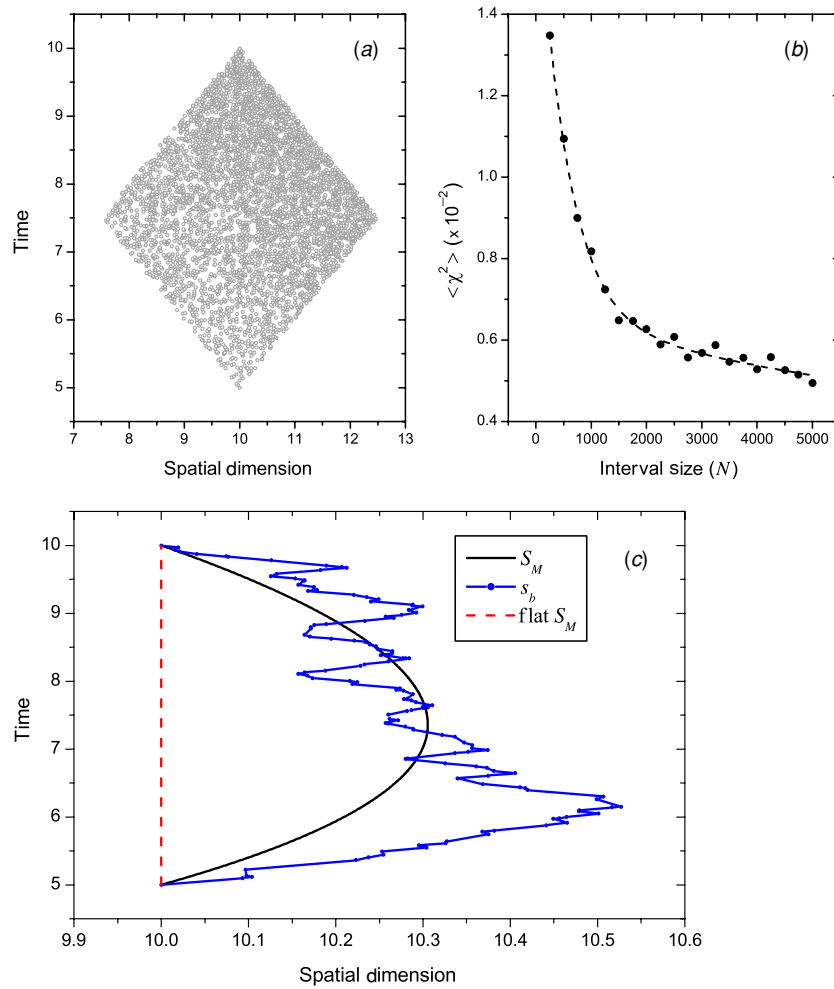 (a)
10
9
8
7
6
5
Time
7 8 9 10 11 12 13
Spatial dimension
(b)
1.4
1.2
1.0
0.8
0.6
0.4
<χ²> (x 10⁻²)
0 1000 2000 3000 4000 5000
Interval size (N)
(c)
S_M
s_b
flat S_M
10
9
8
7
6
5
Time
9.9 10.0 10.1 10.2 10.3 10.4 10.5 10.6
Spatial dimension